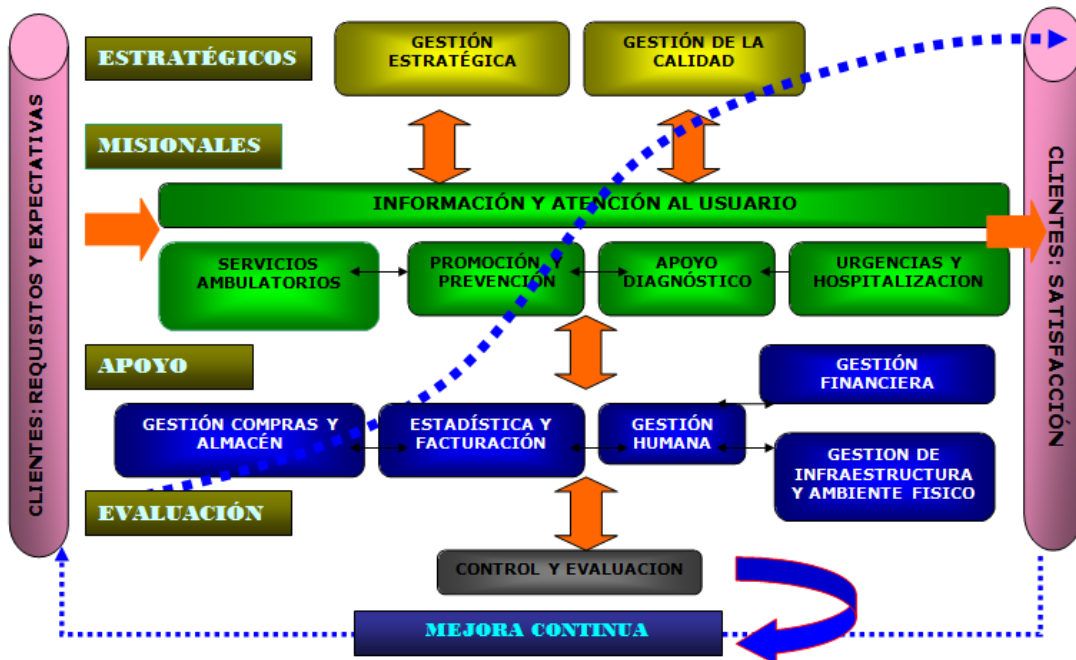 CLIENTES: REQUISITOS Y EXPECTATIVAS
ESTRATÉGICOS
GESTIÓN
ESTRATÉGICA
GESTIÓN DE LA
CALIDAD
MISIONALES
INFORMACIÓN Y ATENCIÓN AL USUARIO
SERVICIOS
AMBULATORIOS
PROMOCIÓN Y
PREVENCIÓN
APOYO
DIAGNÓSTICO
URGENCIAS Y
HOSPITALIZACION
CLIENTES: SATISFACCIÓN
APOYO
GESTIÓN
FINANCIERA
GESTIÓN COMPRAS Y
ALMACÉN
ESTADÍSTICA Y
FACTURACIÓN
GESTIÓN
HUMANA
GESTION DE
INFRAESTRUCTURA
Y AMBIENTE FISICO
EVALUACIÓN
CONTROL Y EVALUACION
MEJORA CONTINUA